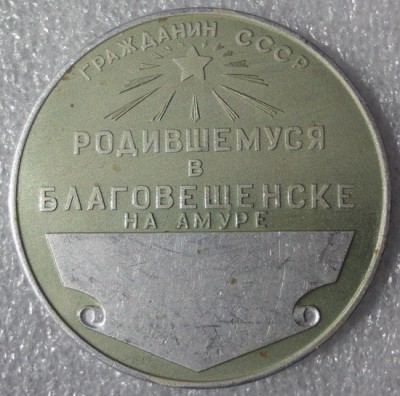 ГРАЖДАНИН СССР
РОДИВШЕМУСЯ
В
БЛАГОВЕЩЕНСКЕ
НА АМУРЕ